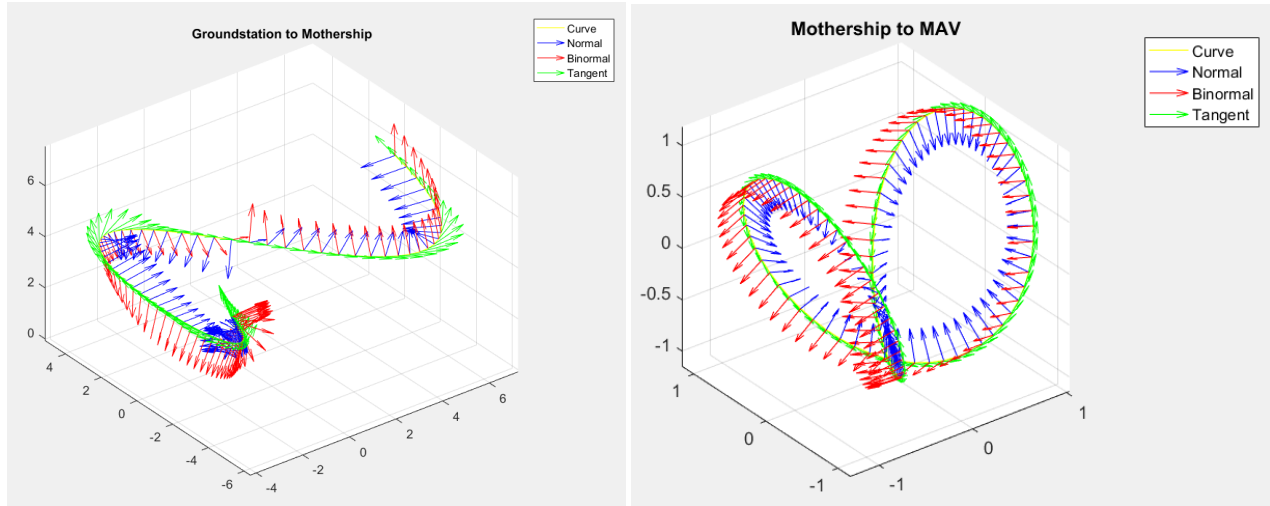 Groundstation to Mothership
Curve
Normal
Binormal
Tangent
6
4
2
0
4
2
0
-2
-4
-6
-4
-2
0
2
4
6
Mothership to MAV
Curve
Normal
Binormal
Tangent
1
0.5
0
-0.5
-1
1
0
-1
-1
0
1